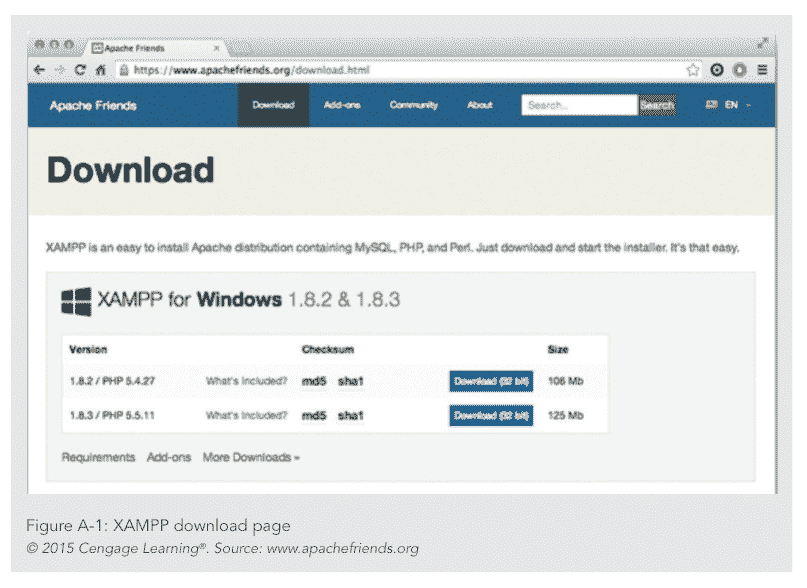 Apache Friends
https://www.apachefriends.org/download.html
Apache Friends Download Add-ons Community About Search... Search EN
Download
XAMPP is an easy to install Apache distribution containing MySQL, PHP, and Perl. Just download and start the installer. It's that easy.
XAMPP for Windows 1.8.2 & 1.8.3
Version Checksum Size
1.8.2 / PHP 5.4.27 What's Included? md5 sha1 Download (32 bit) 106 Mb
1.8.3 / PHP 5.5.11 What's Included? md5 sha1 Download (32 bit) 125 Mb
Requirements Add-ons More Downloads »
Figure A-1: XAMPP download page
© 2015 Cengage Learning®. Source: www.apachefriends.org